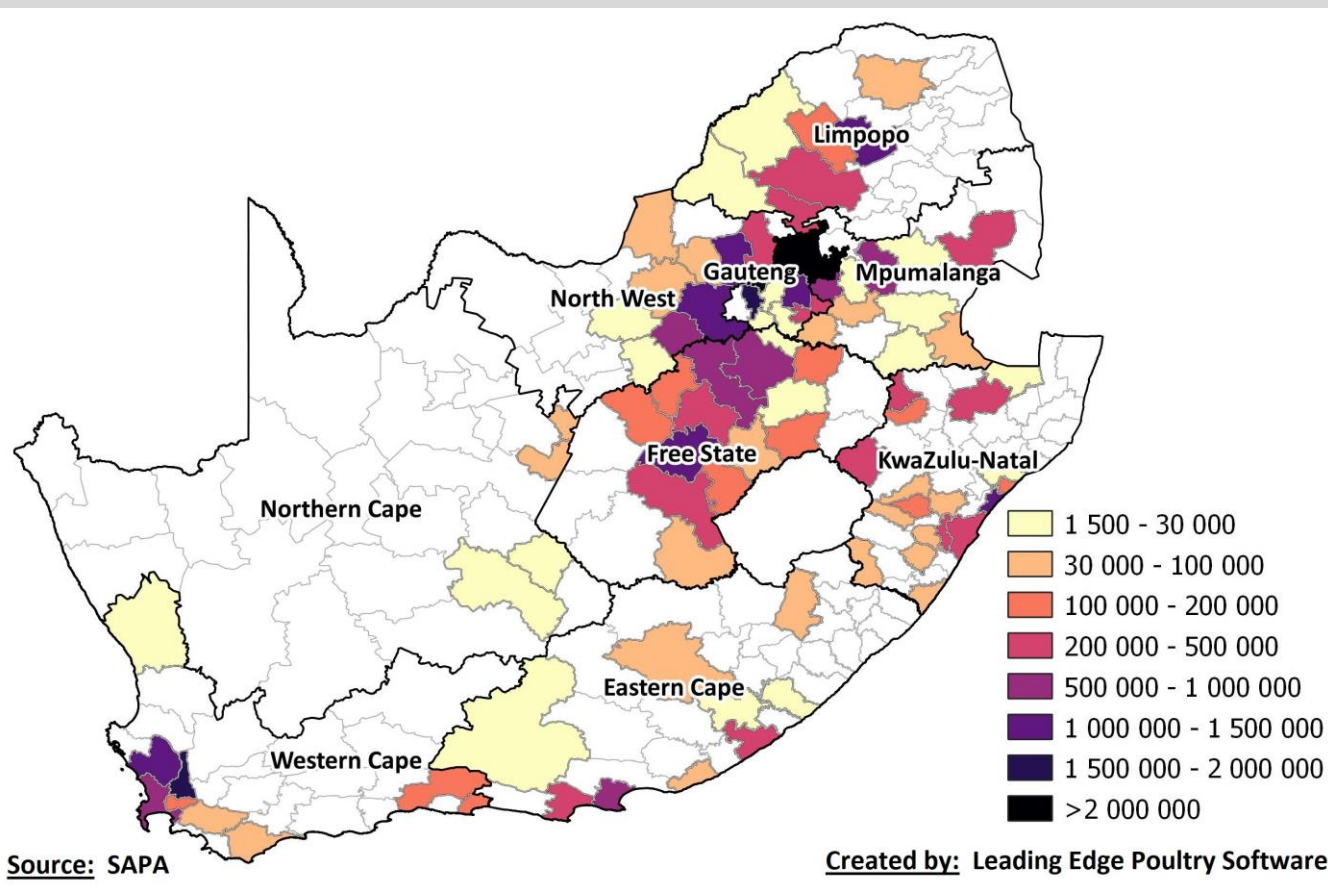 Limpopo
Gauteng
Mpumalanga
North West
Free State
KwaZulu-Natal
Northern Cape
Eastern Cape
Western Cape
1 500 - 30 000
30 000 - 100 000
100 000 - 200 000
200 000 - 500 000
500 000 - 1 000 000
1 000 000 - 1 500 000
1 500 000 - 2 000 000
>2 000 000
Source: SAPA
Created by: Leading Edge Poultry Software